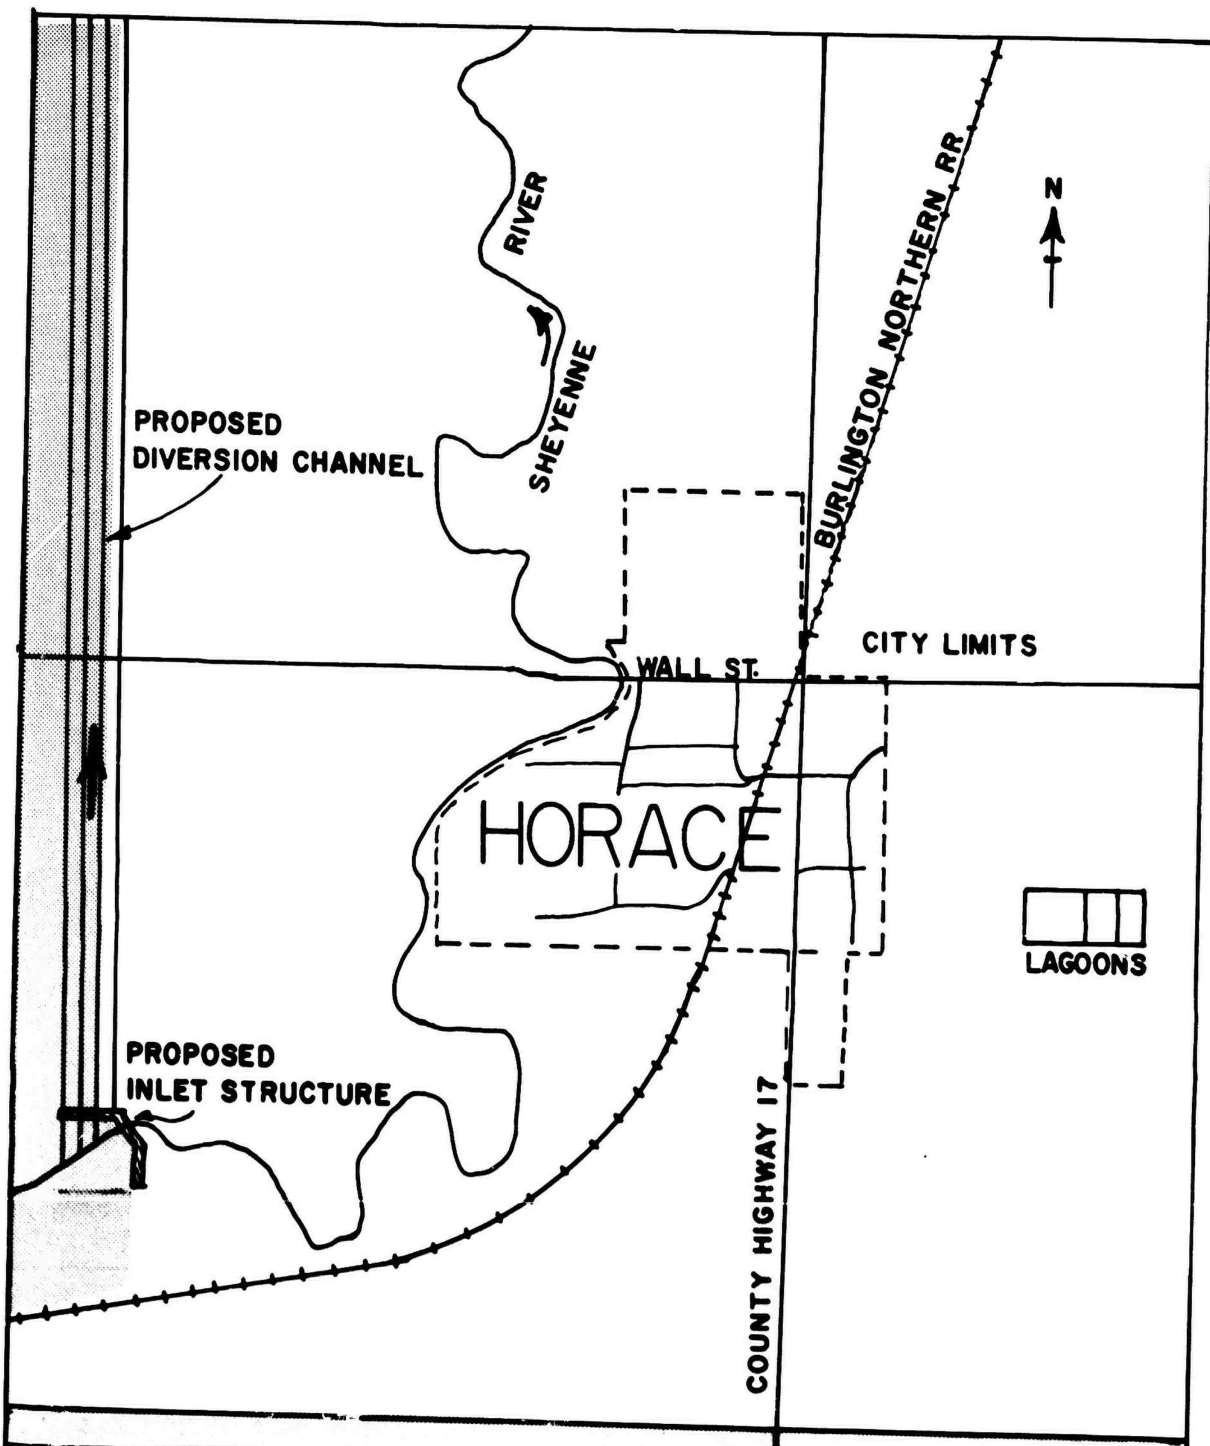 N
RIVER
SHEYENNE
BURLINGTON NORTHERN RR
PROPOSED
DIVERSION CHANNEL
CITY LIMITS
WALL ST.
HORACE
LAGOONS
PROPOSED
INLET STRUCTURE
COUNTY HIGHWAY 17